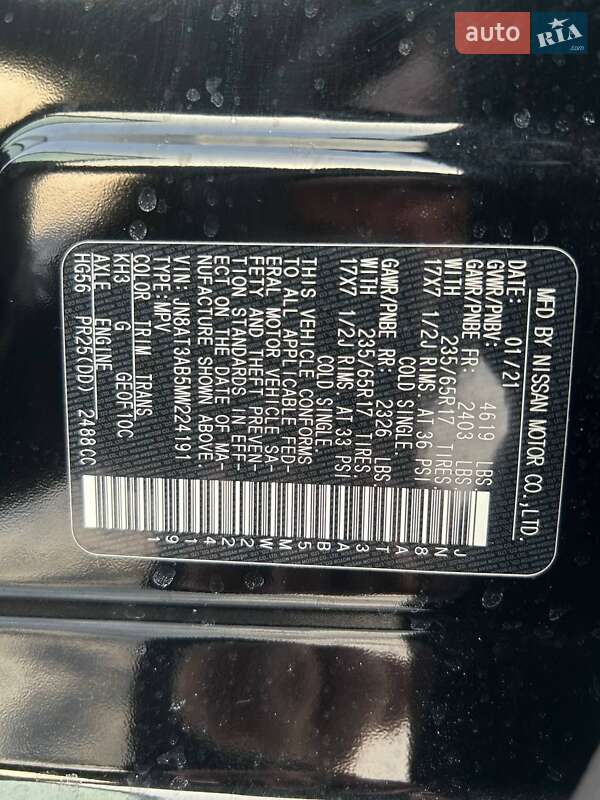 auto RIA.com
MFD BY NISSAN MOTOR CO.,LTD.
DATE: 01/21
GVWR/PNBV: 4619 LBS
GAWR/PNBE FR: 2403 LBS
WITH 235/65R17 TIRES.
17X7 1/2J RIMS AT 36 PSI
COLD SINGLE.
GAWR/PNBE RR: 2326 LBS
WITH 235/65R17 TIRES.
17X7 1/2J RIMS AT 33 PSI
COLD SINGLE.
THIS VEHICLE CONFORMS
TO ALL APPLICABLE FED-
ERAL MOTOR VEHICLE SA-
FETY AND THEFT PREVEN-
TION STANDARDS IN EFF-
ECT ON THE DATE OF MA-
NUFACTURE SHOWN ABOVE.
VIN: JN8AT3AB5MW224191
TYPE:MPV
COLOR TRIM TRANS
KH3 G GE0F10C
AXLE ENGINE
HG56 PR25(DD) 2488CC
JN8AT3AB5MW224191